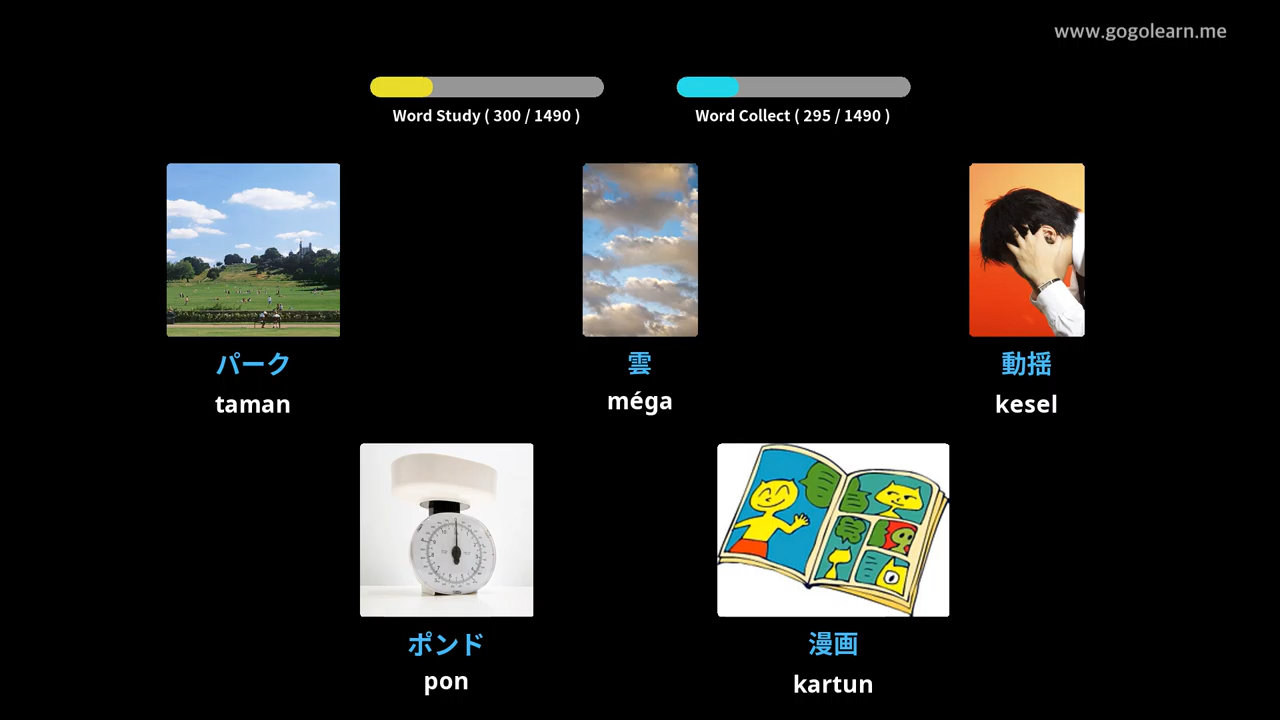 www.gogolearn.me
Word Study ( 300 / 1490 )
Word Collect ( 295 / 1490 )
パーク
taman
雲
méga
動揺
kesel
ポンド
pon
漫画
kartun